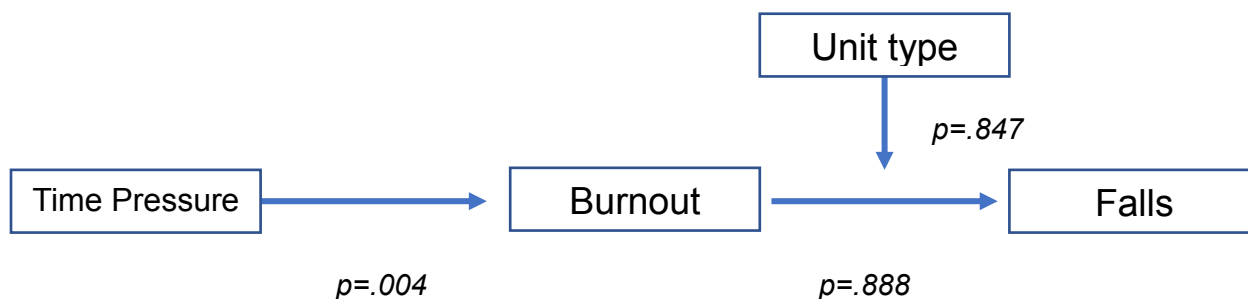 Unit type
p=.847
Time Pressure
Burnout
Falls
p=.004
p=.888